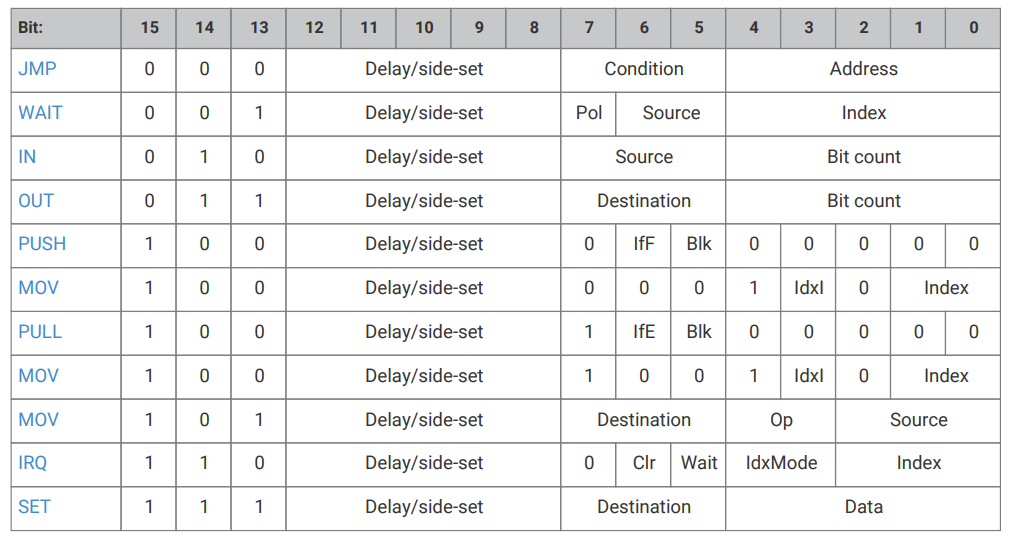 Bit: 15 14 13 12 11 10 9 8 7 6 5 4 3 2 1 0
JMP 0 0 0 Delay/side-set Condition Address
WAIT 0 0 1 Delay/side-set Pol Source Index
IN 0 1 0 Delay/side-set Source Bit count
OUT 0 1 1 Delay/side-set Destination Bit count
PUSH 1 0 0 Delay/side-set 0 IfF Blk 0 0 0 0 0
MOV 1 0 0 Delay/side-set 0 0 0 1 IdxI 0 Index
PULL 1 0 0 Delay/side-set 1 IfE Blk 0 0 0 0 0
MOV 1 0 0 Delay/side-set 1 0 0 1 IdxI 0 Index
MOV 1 0 1 Delay/side-set Destination Op Source
IRQ 1 1 0 Delay/side-set 0 Clr Wait IdxMode Index
SET 1 1 1 Delay/side-set Destination Data